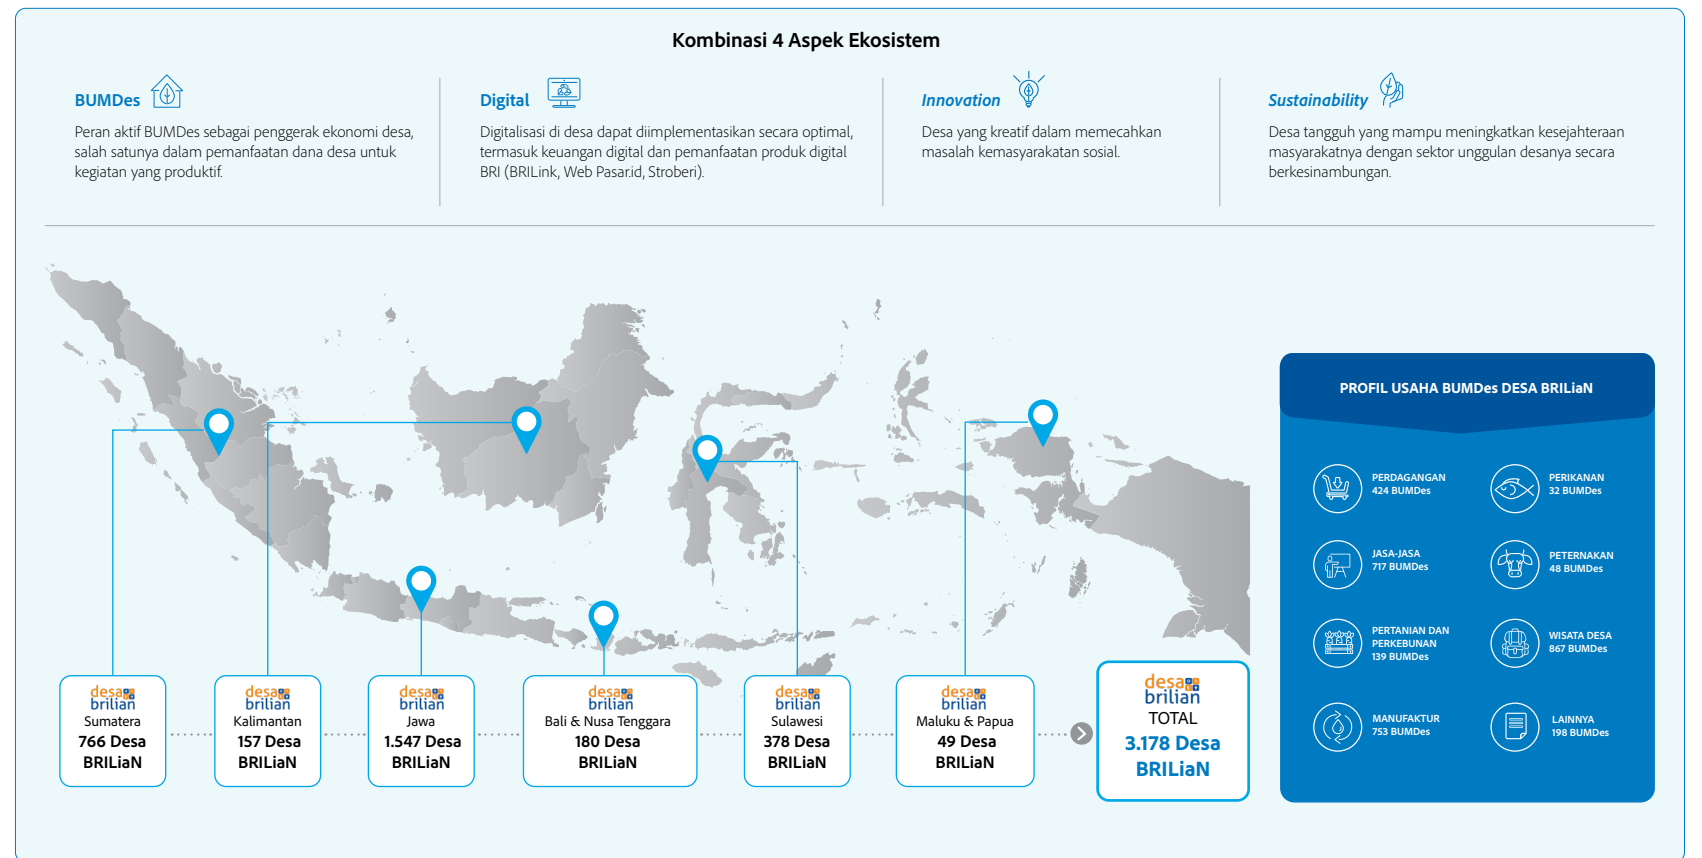 Kombinasi 4 Aspek Ekosistem
BUMDes
Peran aktif BUMDes sebagai penggerak ekonomi desa,
salah satunya dalam pemanfaatan dana desa untuk
kegiatan yang produktif.
Digital
Digitalisasi di desa dapat diimplementasikan secara optimal,
termasuk keuangan digital dan pemanfaatan produk digital
BRI (BRILink, Web Pasar.id, Stroberi).
Innovation
Desa yang kreatif dalam memecahkan
masalah kemasyarakatan sosial.
Sustainability
Desa tangguh yang mampu meningkatkan kesejahteraan
masyarakatnya dengan sektor unggulan desanya secara
berkesinambungan.
desa
brilian
Sumatera
766 Desa
BRILiaN
desa
brilian
Kalimantan
157 Desa
BRILiaN
desa
brilian
Jawa
1.547 Desa
BRILiaN
desa
brilian
Bali & Nusa Tenggara
180 Desa
BRILiaN
desa
brilian
Sulawesi
378 Desa
BRILiaN
desa
brilian
Maluku & Papua
49 Desa
BRILiaN
desa
brilian
TOTAL
3.178 Desa
BRILiaN
PROFIL USAHA BUMDes DESA BRILiaN
PERDAGANGAN
424 BUMDes
PERIKANAN
32 BUMDes
JASA-JASA
717 BUMDes
PETERNAKAN
48 BUMDes
PERTANIAN DAN
PERKEBUNAN
139 BUMDes
WISATA DESA
867 BUMDes
MANUFAKTUR
753 BUMDes
LAINNYA
198 BUMDes